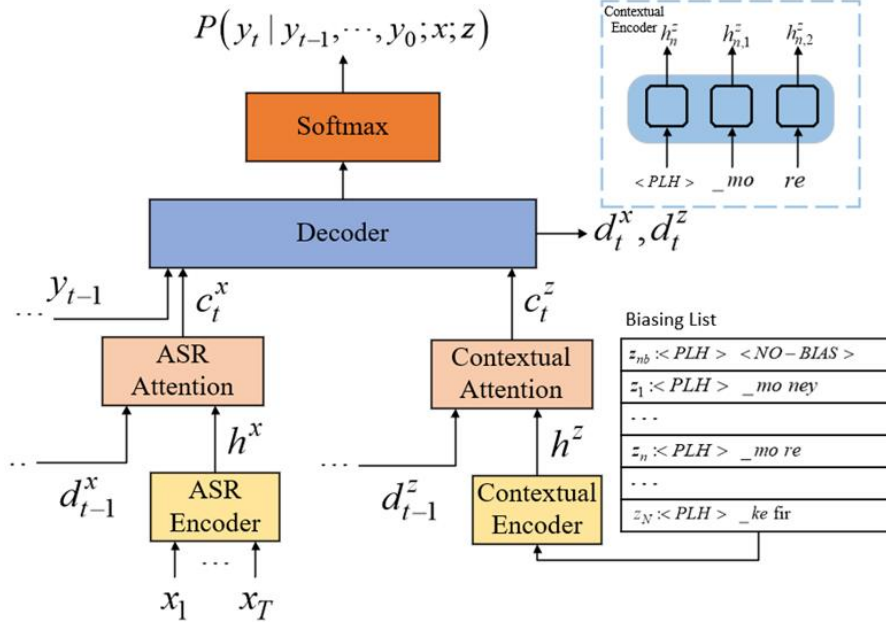 P(y_t | y_{t-1}, ⋯, y_0; x; z)
Softmax
Decoder
d_t^x, d_t^z
... y_{t-1}
c_t^x
c_t^z
ASR
Attention
Contextual
Attention
h^x
h^z
.. d_{t-1}^x
.. d_{t-1}^z
ASR
Encoder
Contextual
Encoder
x_1 ... x_T
Contextual
Encoder
h_n^z h_{n,1}^z h_{n,2}^z
<PLH> _mo re
Biasing List
z_{nb}:<PLH> <NO-BIAS>
z_1:<PLH> _mo ney
...
z_n:<PLH> _mo re
...
z_N:<PLH> _ke fir